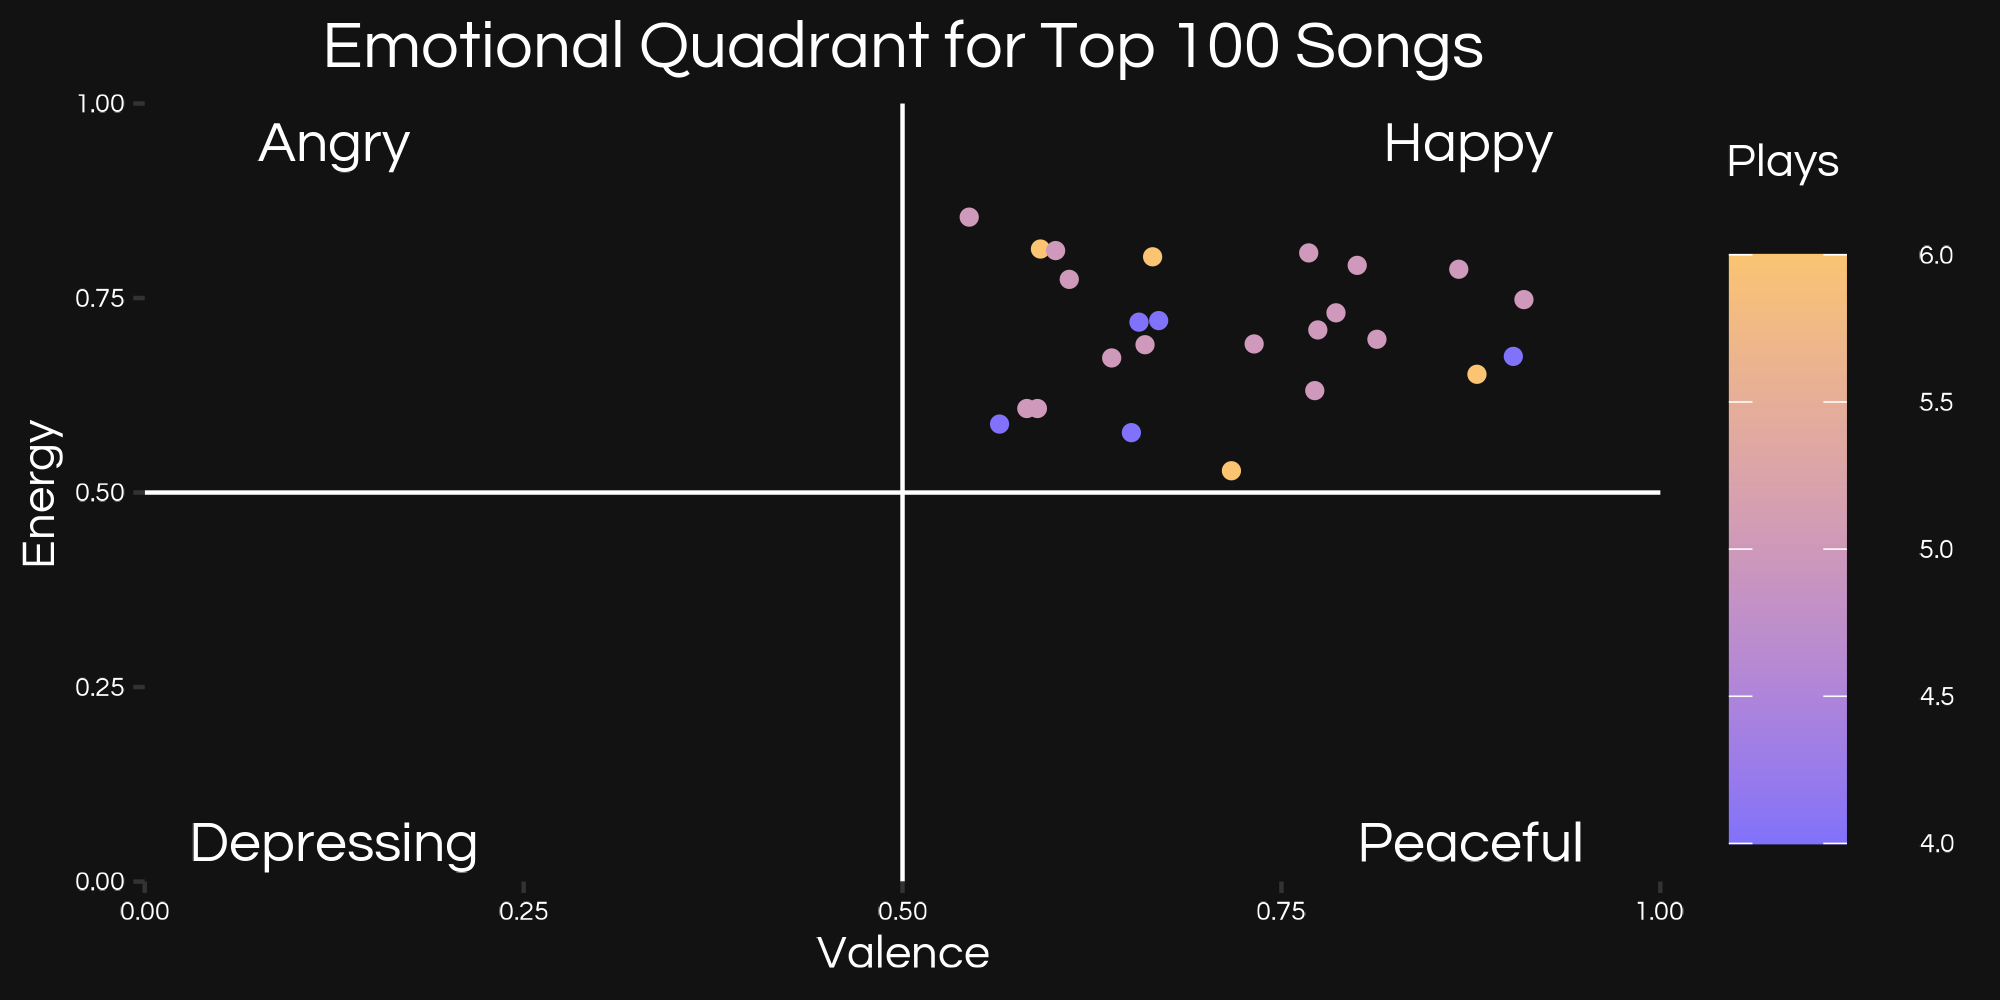 Emotional Quadrant for Top 100 Songs
1.00
Angry
Happy
Plays
6.0
0.75
5.5
Energy
0.50
5.0
0.25
4.5
Depressing
Peaceful
4.0
0.00
0.00 0.25 0.50 0.75 1.00
Valence